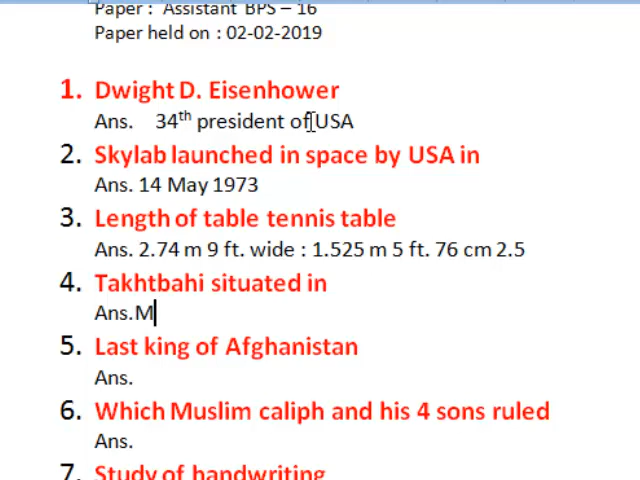 Paper : Assistant BPS – 16
Paper held on : 02-02-2019
1. Dwight D. Eisenhower
Ans. 34th president of USA
2. Skylab launched in space by USA in
Ans. 14 May 1973
3. Length of table tennis table
Ans. 2.74 m 9 ft. wide : 1.525 m 5 ft. 76 cm 2.5
4. Takhtbahi situated in
Ans.M
5. Last king of Afghanistan
Ans.
6. Which Muslim caliph and his 4 sons ruled
Ans.
7. Study of handwriting